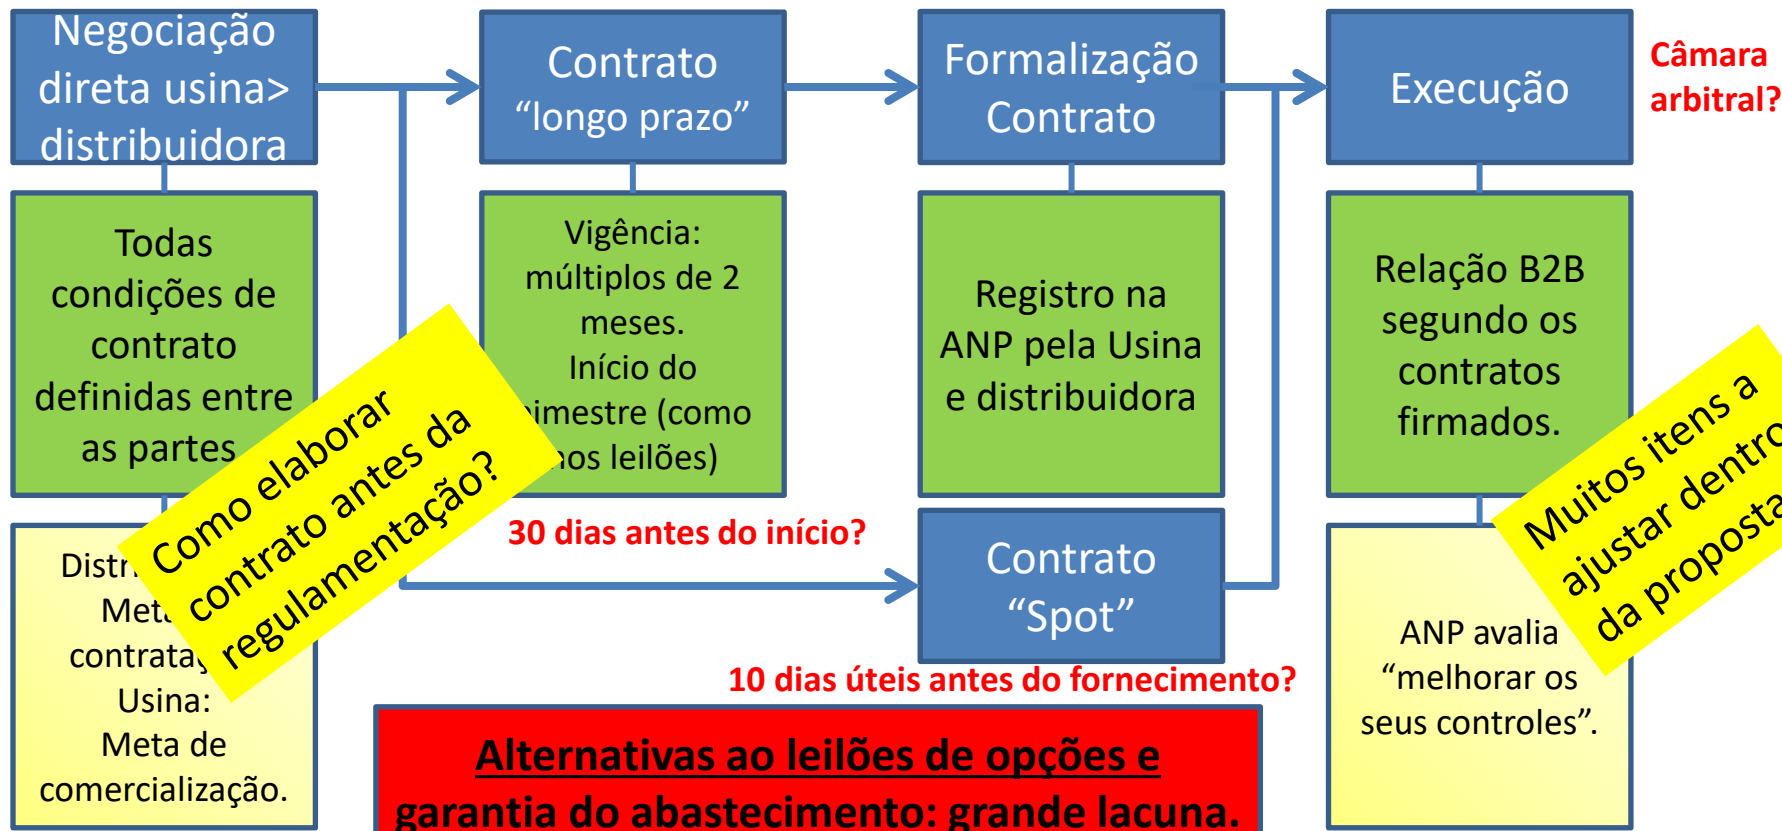 Negociação
direta usina>
distribuidora
Contrato
“longo prazo”
Formalização
Contrato
Execução
Câmara
arbitral?
Todas
condições de
contrato
definidas entre
as partes
Vigência:
múltiplos de 2
meses.
Início do
imestre (como
nos leilões)
Registro na
ANP pela Usina
e distribuidora
Relação B2B
segundo os
contratos
firmados.
Como elaborar
contrato antes da
regulamentação?
Muitos itens a
ajustar dentro
da proposta
30 dias antes do início?
Contrato
“Spot”
10 dias úteis antes do fornecimento?
Usina:
Meta de
comercialização.
ANP avalia
“melhorar os
seus controles”.
Alternativas ao leilões de opções e
garantia do abastecimento: grande lacuna.